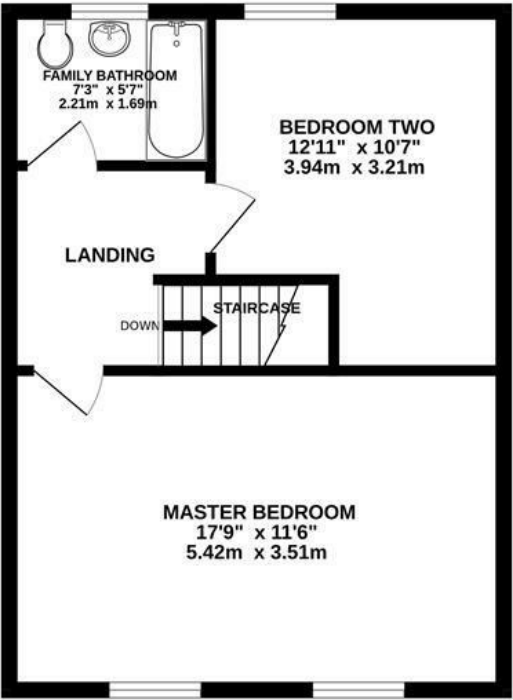 FAMILY BATHROOM
7'3" x 5'7"
2.21m x 1.69m
BEDROOM TWO
12'11" x 10'7"
3.94m x 3.21m
LANDING
STAIRCASE
DOWN
MASTER BEDROOM
17'9" x 11'6"
5.42m x 3.51m